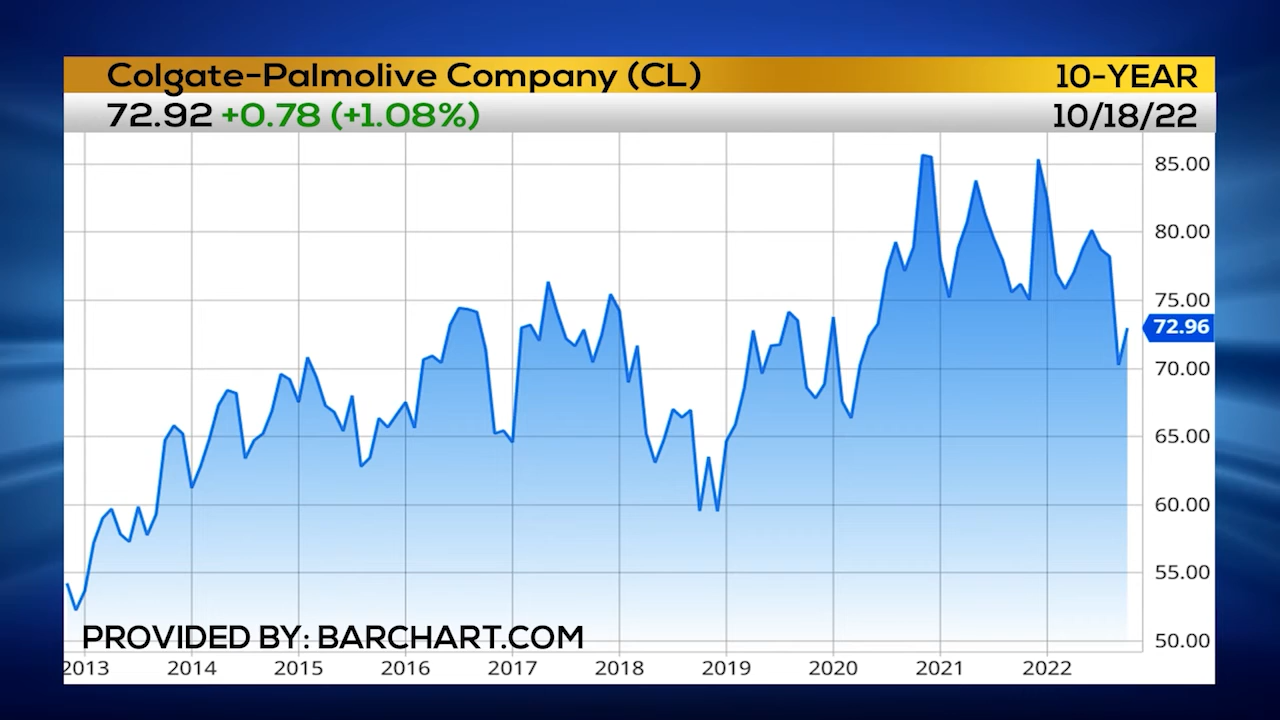 Colgate-Palmolive Company (CL) 10-YEAR
72.92 +0.78 (+1.08%) 10/18/22
85.00
80.00
75.00
72.96
70.00
65.00
60.00
55.00
50.00
PROVIDED BY: BARCHART.COM
2013 2014 2015 2016 2017 2018 2019 2020 2021 2022